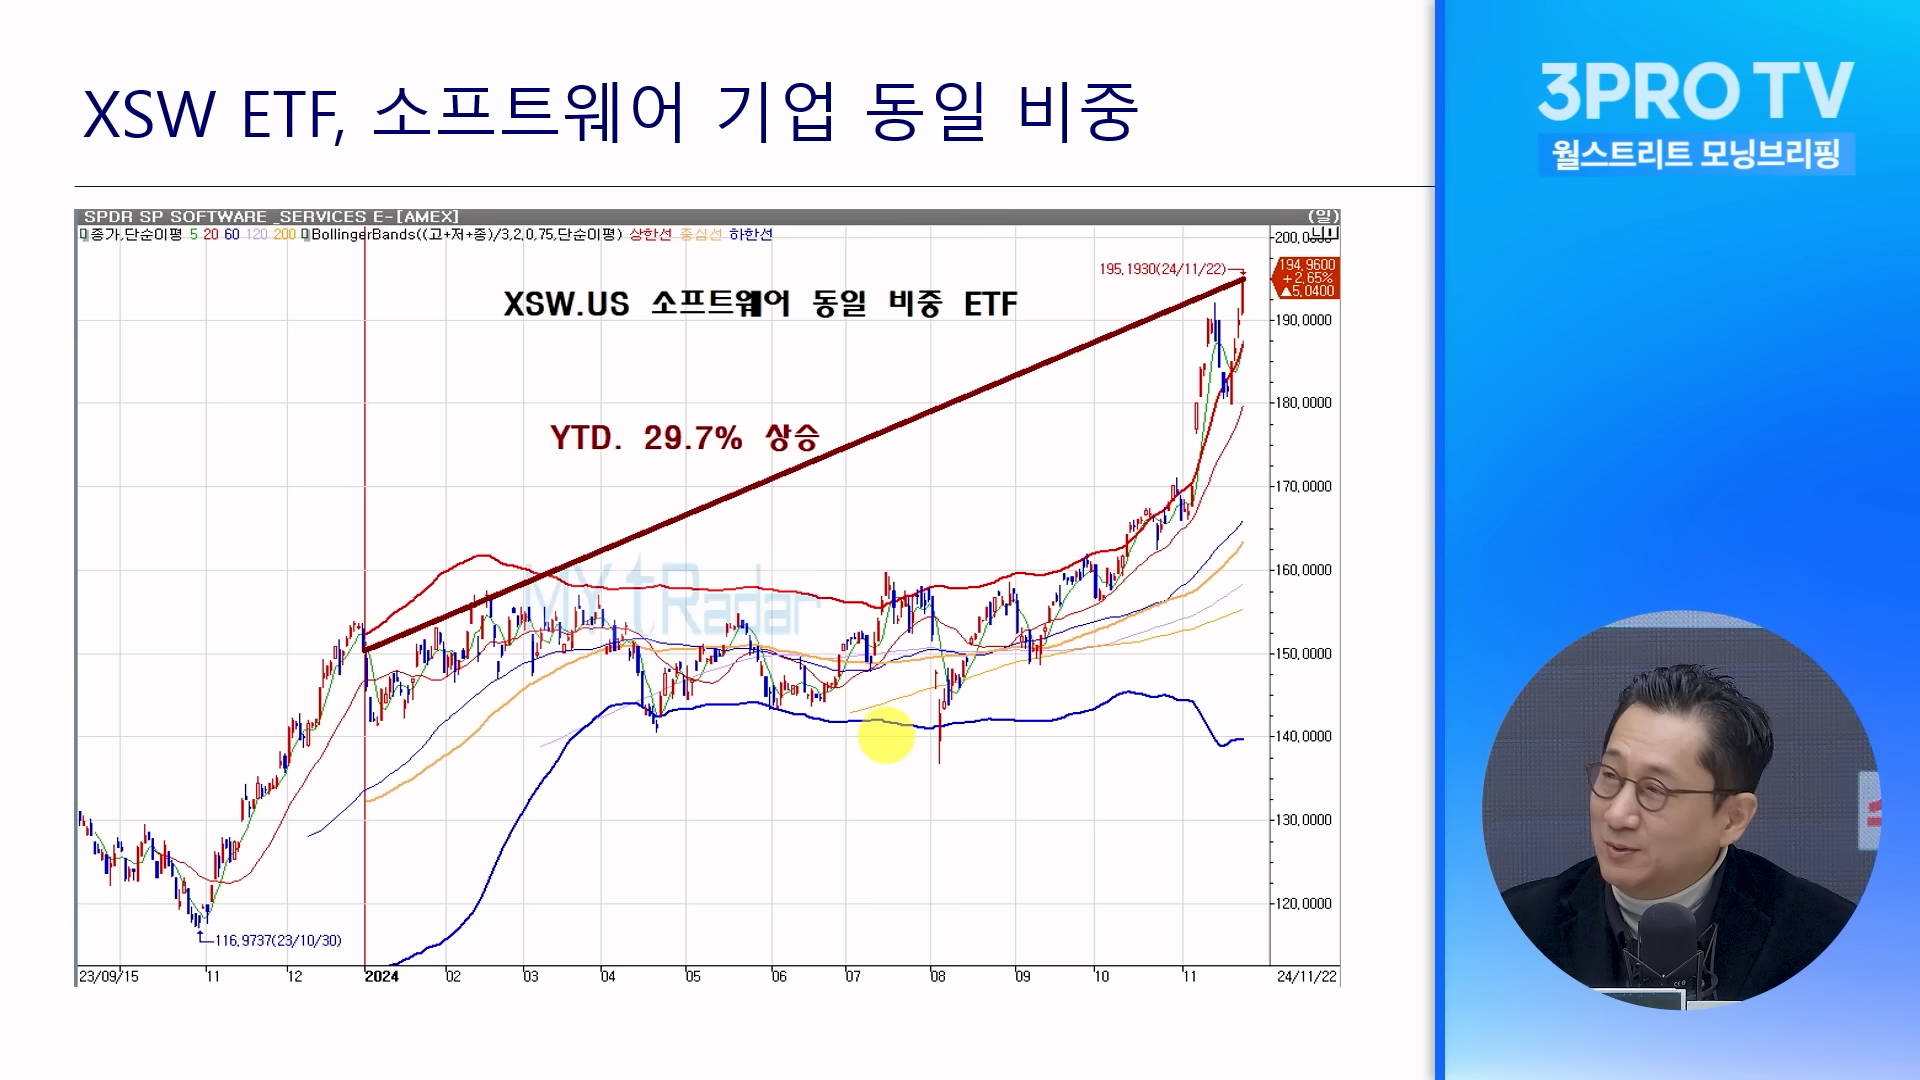 XSW ETF, 소프트웨어 기업 동일 비중
3PRO TV
월스트리트 모닝브리핑
SPDR SP SOFTWARE _SERVICES E-[AMEX]
(일)
종가,단순이평 5 20 60 120 200 BollingerBands((고+저+종)/3,2,0,75,단순이평) 상한선 중심선 하한선
195,1930(24/11/22)
194,9600
+2,65%
▲5,0400
XSW.US 소프트웨어 동일 비중 ETF
YTD. 29.7% 상승
190,0000
180,0000
170,0000
160,0000
150,0000
140,0000
130,0000
120,0000
116,9737(23/10/30)
23/09/15 11 12 2024 02 03 04 05 06 07 08 09 10 11 24/11/22